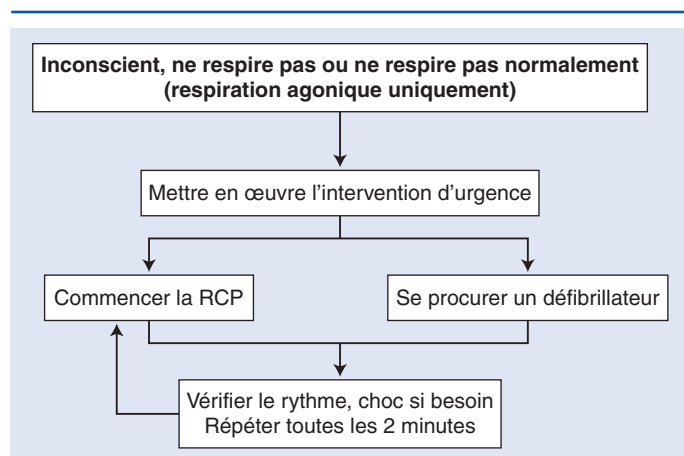 Inconscient, ne respire pas ou ne respire pas normalement
(respiration agonique uniquement)
Mettre en œuvre l'intervention d'urgence
Commencer la RCP
Se procurer un défibrillateur
Vérifier le rythme, choc si besoin
Répéter toutes les 2 minutes